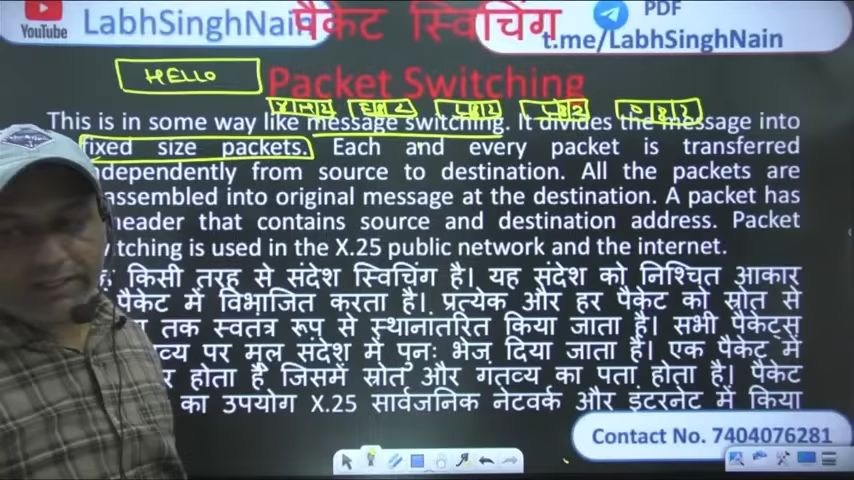 YouTube
LabhSinghNain
पैकेट स्विचिंग
PDF
t.me/LabhSinghNain
HELLO
Packet Switching
This is in some way like message switching. It divides the message into
fixed size packets. Each and every packet is transferred
ndependently from source to destination. All the packets are
assembled into original message at the destination. A packet has
header that contains source and destination address. Packet
tching is used in the X.25 public network and the internet.
किसी तरह से संदेश स्विचिंग है। यह संदेश को निश्चित आकार
पैकेट में विभाजित करता है। प्रत्येक और हर पैकेट को स्रोत से
तक स्वतंत्र रूप से स्थानांतरित किया जाता है। सभी पैकेट्स
व्य पर मूल संदेश में पुनः भेज दिया जाता है। एक पैकेट में
र होता है जिसमें स्रोत और गंतव्य का पता होता है। पैकेट
का उपयोग X.25 सार्वजनिक नेटवर्क और इंटरनेट में किया
Contact No. 7404076281